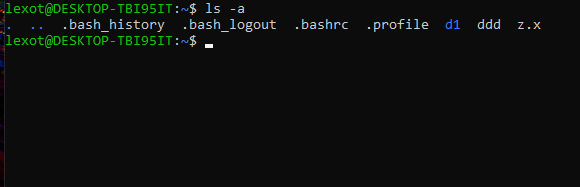 lexot@DESKTOP-TBI95IT:~$ ls -a
. .. .bash_history .bash_logout .bashrc .profile d1 ddd z.x
lexot@DESKTOP-TBI95IT:~$